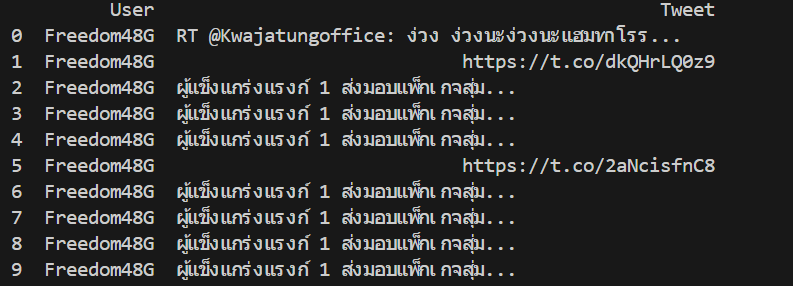 User Tweet
0 Freedom48G RT @Kwajatungoffice: ง่วง ง่วงนะง่วงนะแฮมทาโร่ร...
1 Freedom48G https://t.co/dkQHrLQ0z9
2 Freedom48G ผู้แข็งแกร่งแรงก์ 1 ส่งมอบแพ็กเกจสุ่ม...
3 Freedom48G ผู้แข็งแกร่งแรงก์ 1 ส่งมอบแพ็กเกจสุ่ม...
4 Freedom48G ผู้แข็งแกร่งแรงก์ 1 ส่งมอบแพ็กเกจสุ่ม...
5 Freedom48G https://t.co/2aNcisfnC8
6 Freedom48G ผู้แข็งแกร่งแรงก์ 1 ส่งมอบแพ็กเกจสุ่ม...
7 Freedom48G ผู้แข็งแกร่งแรงก์ 1 ส่งมอบแพ็กเกจสุ่ม...
8 Freedom48G ผู้แข็งแกร่งแรงก์ 1 ส่งมอบแพ็กเกจสุ่ม...
9 Freedom48G ผู้แข็งแกร่งแรงก์ 1 ส่งมอบแพ็กเกจสุ่ม...